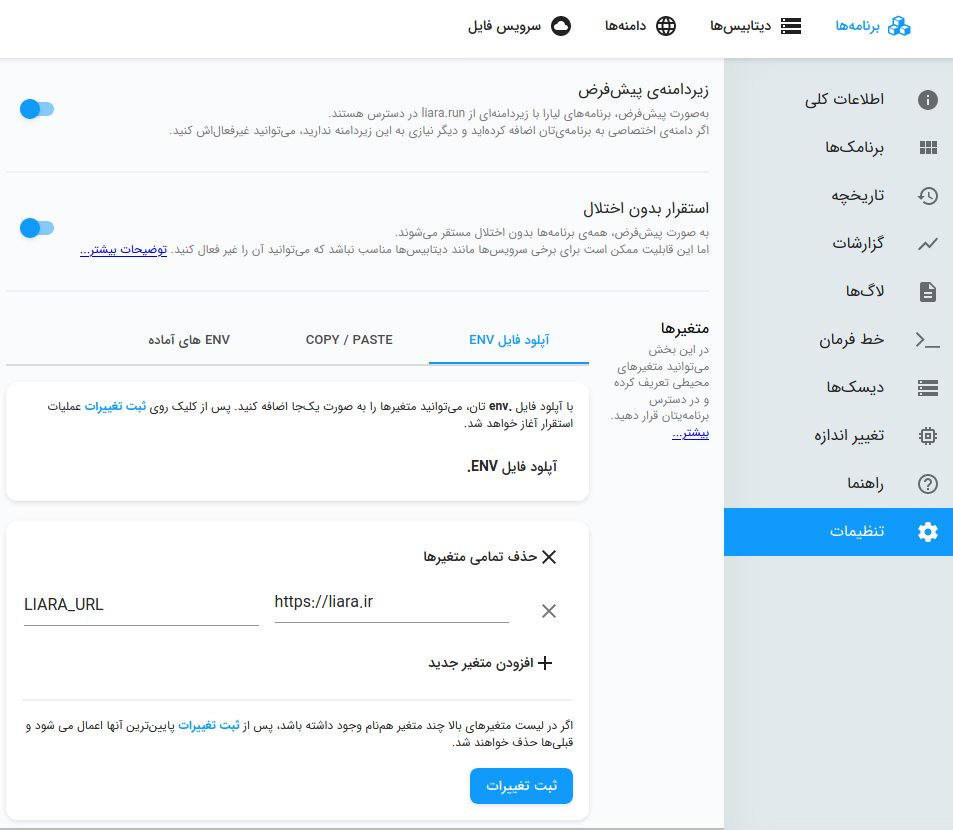 برنامه‌ها
دیتابیس‌ها
دامنه‌ها
سرویس فایل
اطلاعات کلی
برنامک‌ها
تاریخچه
گزارشات
لاگ‌ها
خط فرمان
دیسک‌ها
تغییر اندازه
راهنما
تنظیمات
زیردامنه‌ی پیش‌فرض
به‌صورت پیش‌فرض، برنامه‌های لیارا با زیردامنه‌ای از liara.run در دسترس هستند.
اگر دامنه‌ی اختصاصی به برنامه‌ی‌تان اضافه کرده‌اید و دیگر نیازی به این زیردامنه ندارید، می‌توانید غیرفعال‌اش کنید.
استقرار بدون اختلال
به صورت پیش‌فرض، همه‌ی برنامه‌ها بدون اختلال مستقر می‌شوند.
اما این قابلیت ممکن است برای برخی سرویس‌ها مانند دیتابیس‌ها مناسب نباشد که می‌توانید آن را غیر فعال کنید. توضیحات بیشتر...
متغیرها
در این بخش
می‌توانید متغیرهای
محیطی تعریف کرده
و در دسترس
برنامه‌یتان قرار دهید.
بیشتر...
آپلود فایل ENV
COPY / PASTE
ENV های آماده
با آپلود فایل .env تان، می‌توانید متغیرها را به صورت یک‌جا اضافه کنید. پس از کلیک روی ثبت تغییرات عملیات
استقرار آغاز خواهد شد.
آپلود فایل ENV.
حذف تمامی متغیرها
https://liara.ir
LIARA_URL
افزودن متغیر جدید
اگر در لیست متغیرهای بالا چند متغیر هم‌نام وجود داشته باشد، پس از ثبت تغییرات پایین‌ترین آنها اعمال می شود و
قبلی‌ها حذف خواهند شد.
ثبت تغییرات